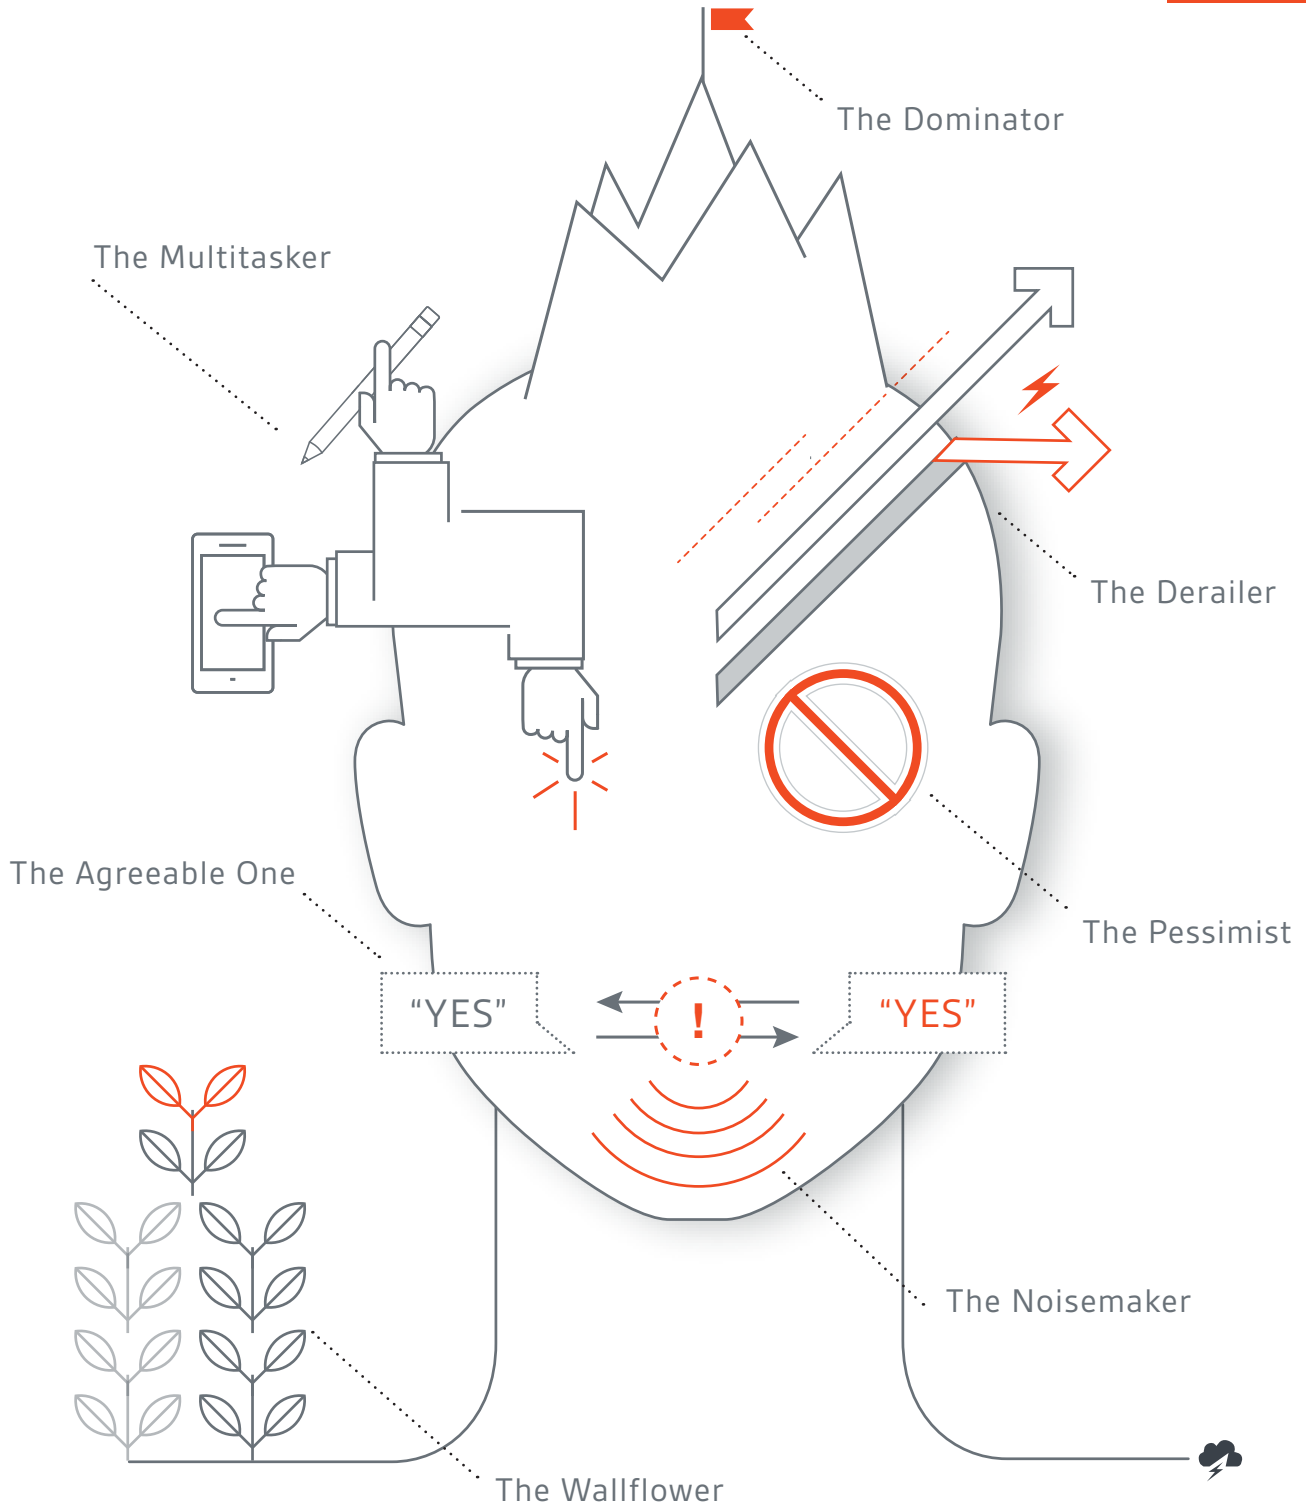 The Dominator
The Multitasker
The Derailer
The Agreeable One
The Pessimist
“YES”
!
“YES”
The Noisemaker
The Wallflower